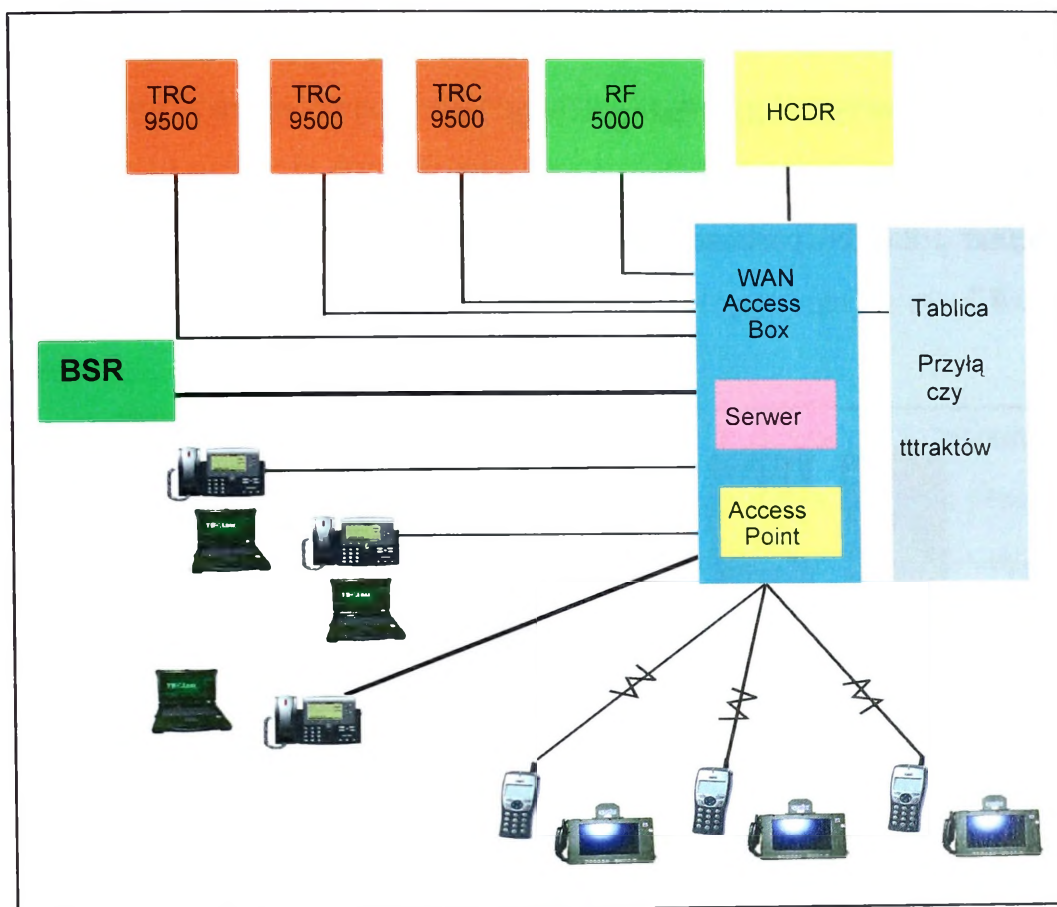 TRC
9500
TRC
9500
TRC
9500
RF
5000
HCDR
WAN
Access
Box
Tablica
Przyłą
czy
tttraktów
BSR
Serwer
Access
Point